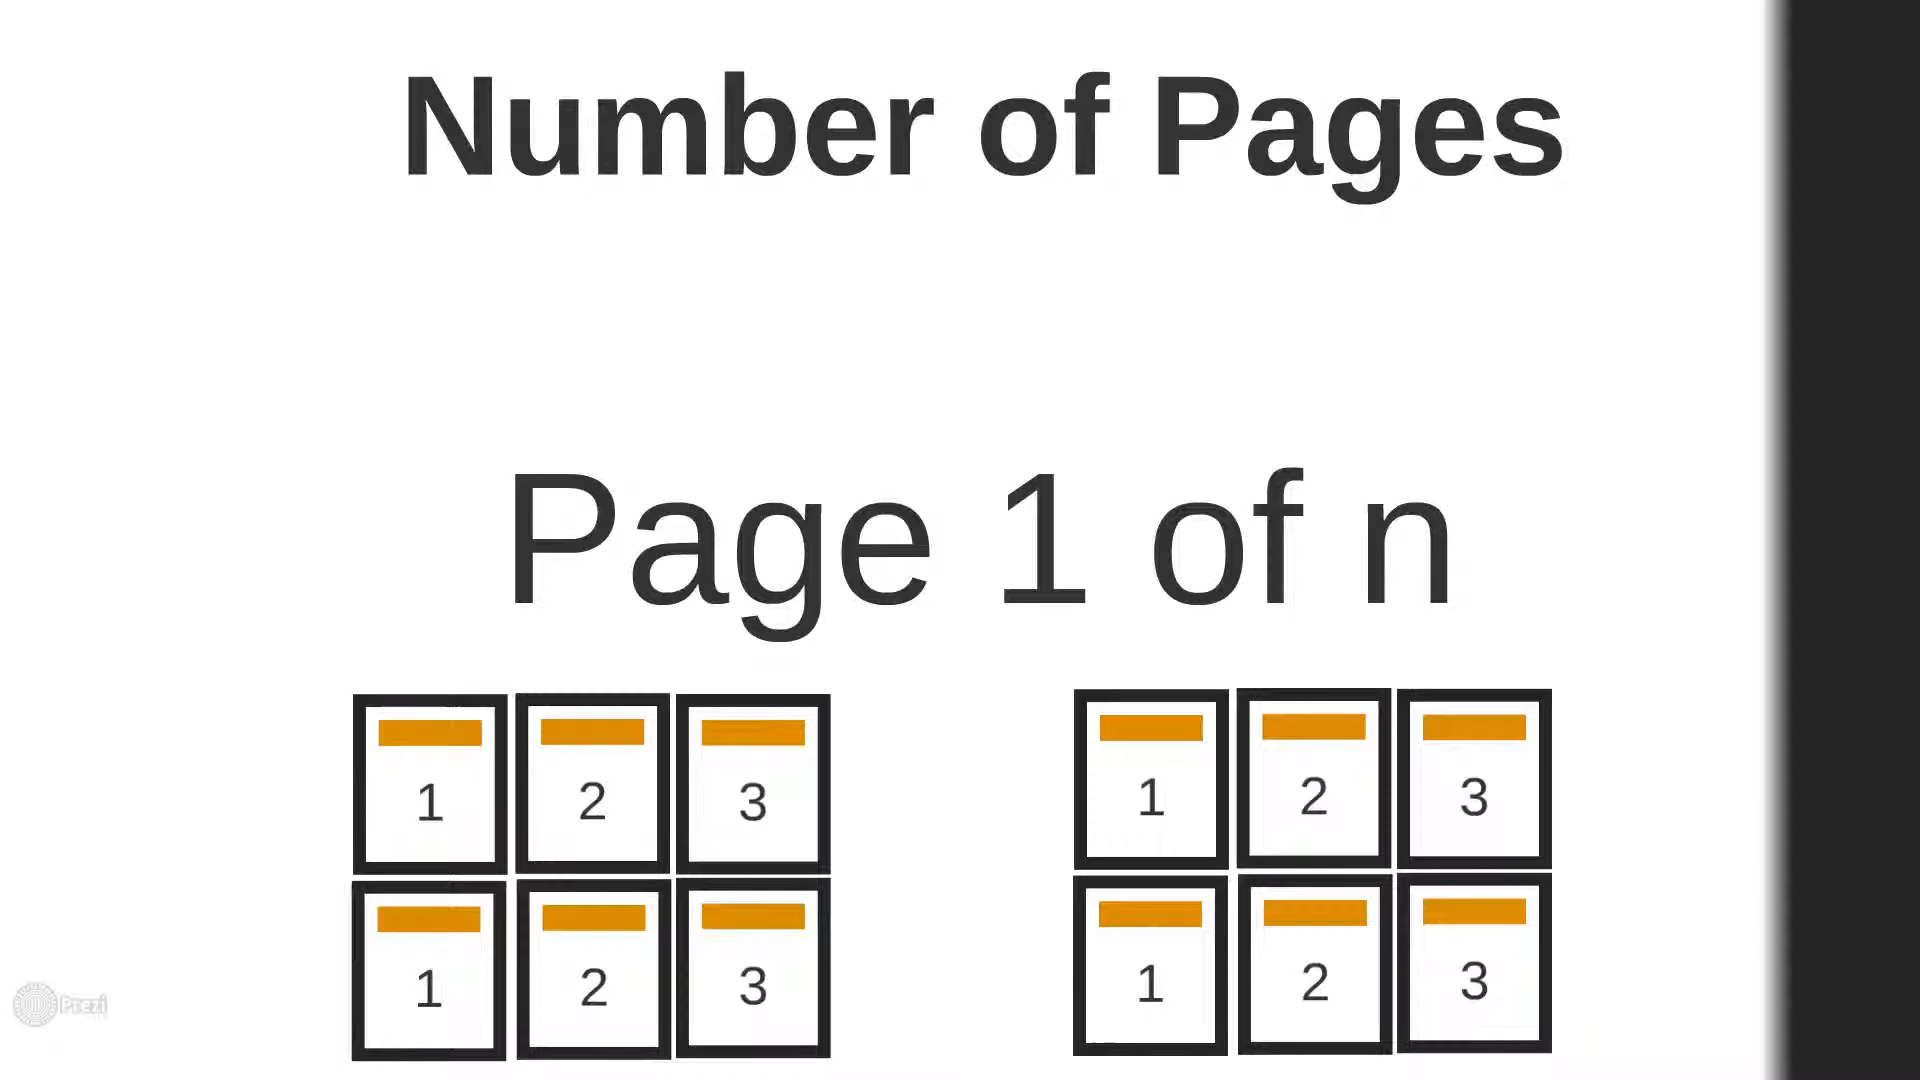 Number of Pages
Page 1 of n
1 2 3 1 2 3
1 2 3 1 2 3
Prezi